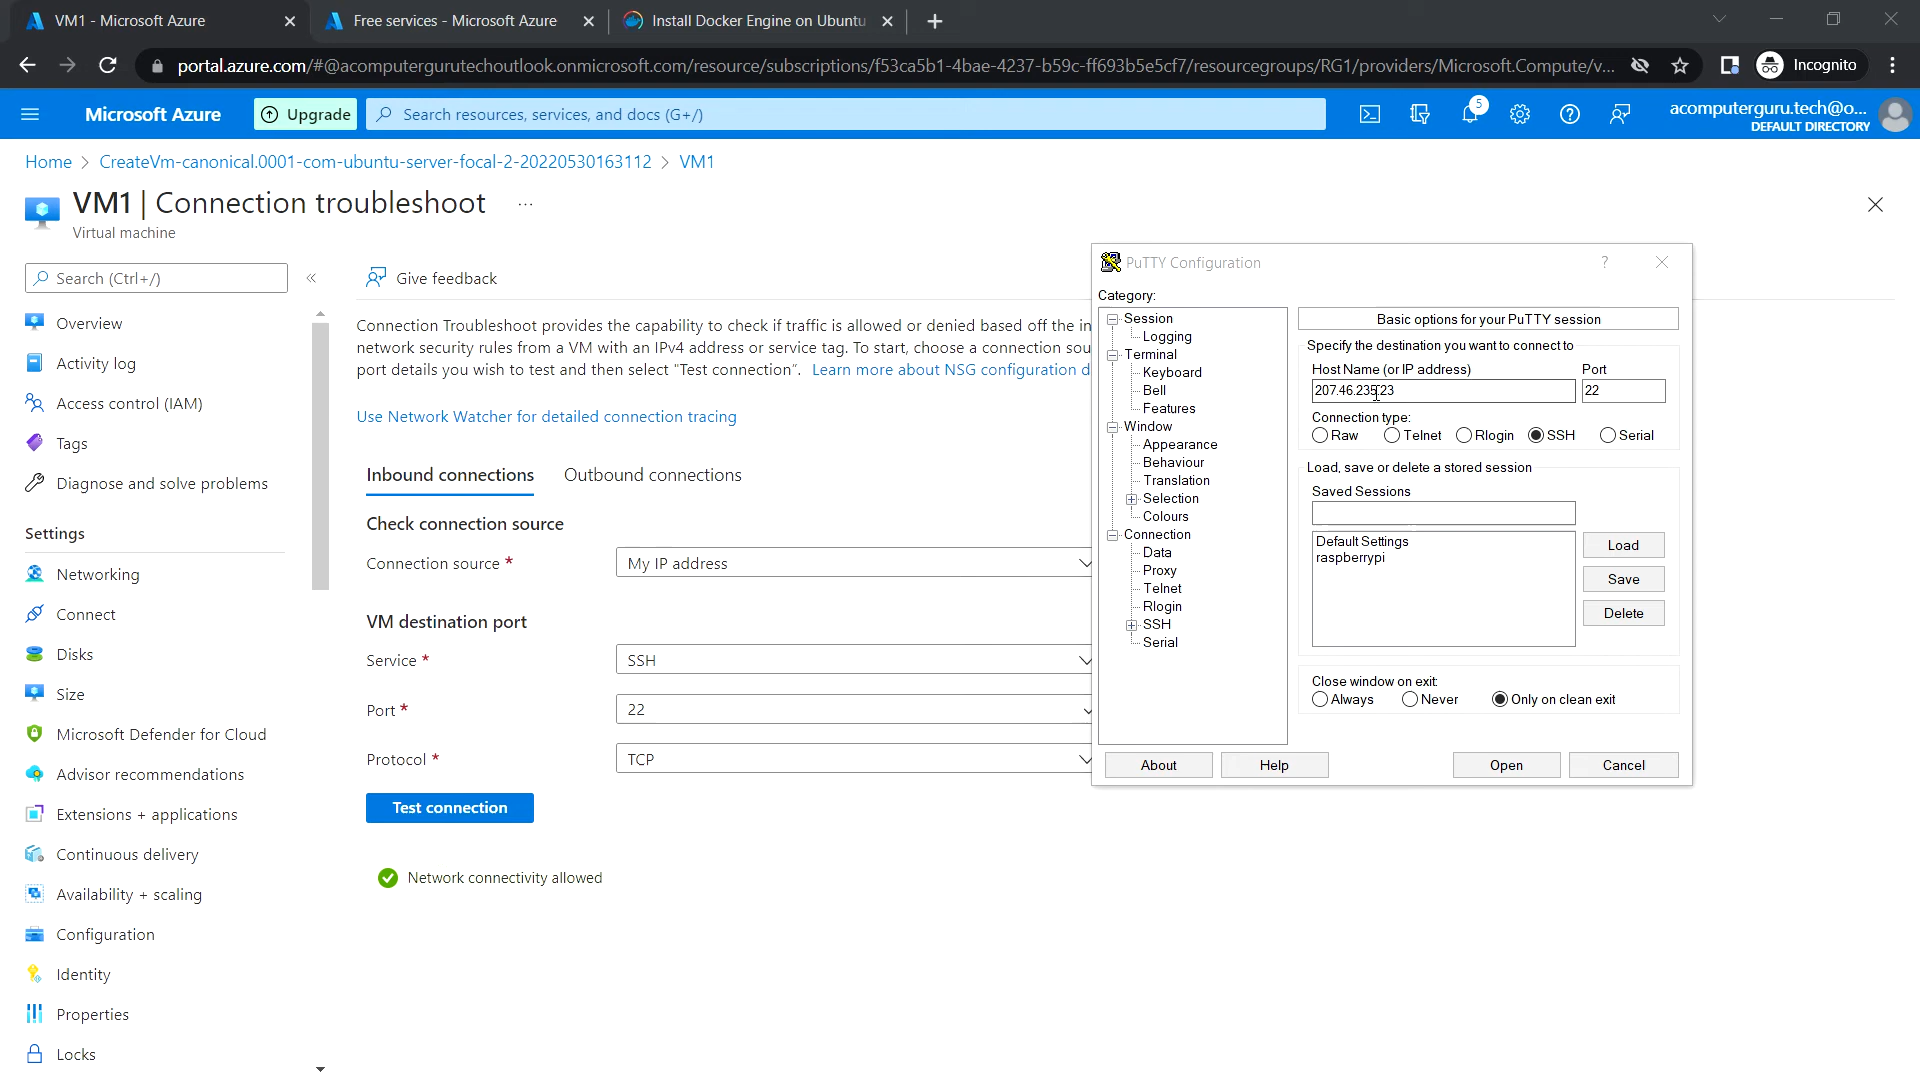 VM1 - Microsoft Azure
Free services - Microsoft Azure
Install Docker Engine on Ubuntu
portal.azure.com/#@acomputergurutechoutlook.onmicrosoft.com/resource/subscriptions/f53ca5b1-4bae-4237-b59c-ff693b5e5cf7/resourcegroups/RG1/providers/Microsoft.Compute/v...
Incognito
Microsoft Azure
Upgrade
Search resources, services, and docs (G+/)
5
acomputerguru.tech@o...
DEFAULT DIRECTORY
Home > CreateVm-canonical.0001-com-ubuntu-server-focal-2-20220530163112 > VM1
VM1 | Connection troubleshoot ...
Virtual machine
Search (Ctrl+/)
«
Overview
Activity log
Access control (IAM)
Tags
Diagnose and solve problems
Settings
Networking
Connect
Disks
Size
Microsoft Defender for Cloud
Advisor recommendations
Extensions + applications
Continuous delivery
Availability + scaling
Configuration
Identity
Properties
Locks
Give feedback
Connection Troubleshoot provides the capability to check if traffic is allowed or denied based off the in
network security rules from a VM with an IPv4 address or service tag. To start, choose a connection sou
port details you wish to test and then select "Test connection". Learn more about NSG configuration d
Use Network Watcher for detailed connection tracing
Inbound connections
Outbound connections
Check connection source
Connection source *
My IP address
VM destination port
Service *
SSH
Port *
22
Protocol *
TCP
Test connection
Network connectivity allowed
PuTTY Configuration
?
Category:
Session
Logging
Terminal
Keyboard
Bell
Features
Window
Appearance
Behaviour
Translation
Selection
Colours
Connection
Data
Proxy
Telnet
Rlogin
SSH
Serial
Basic options for your PuTTY session
Specify the destination you want to connect to
Host Name (or IP address)
Port
207.46.235.23
22
Connection type:
Raw
Telnet
Rlogin
SSH
Serial
Load, save or delete a stored session
Saved Sessions
Default Settings
raspberrypi
Load
Save
Delete
Close window on exit:
Always
Never
Only on clean exit
About
Help
Open
Cancel